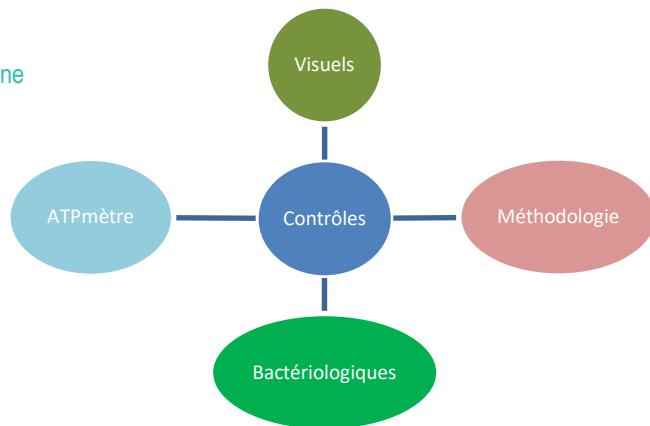 Visuels
ne
ATPmètre
Contrôles
Méthodologie
Bactériologiques